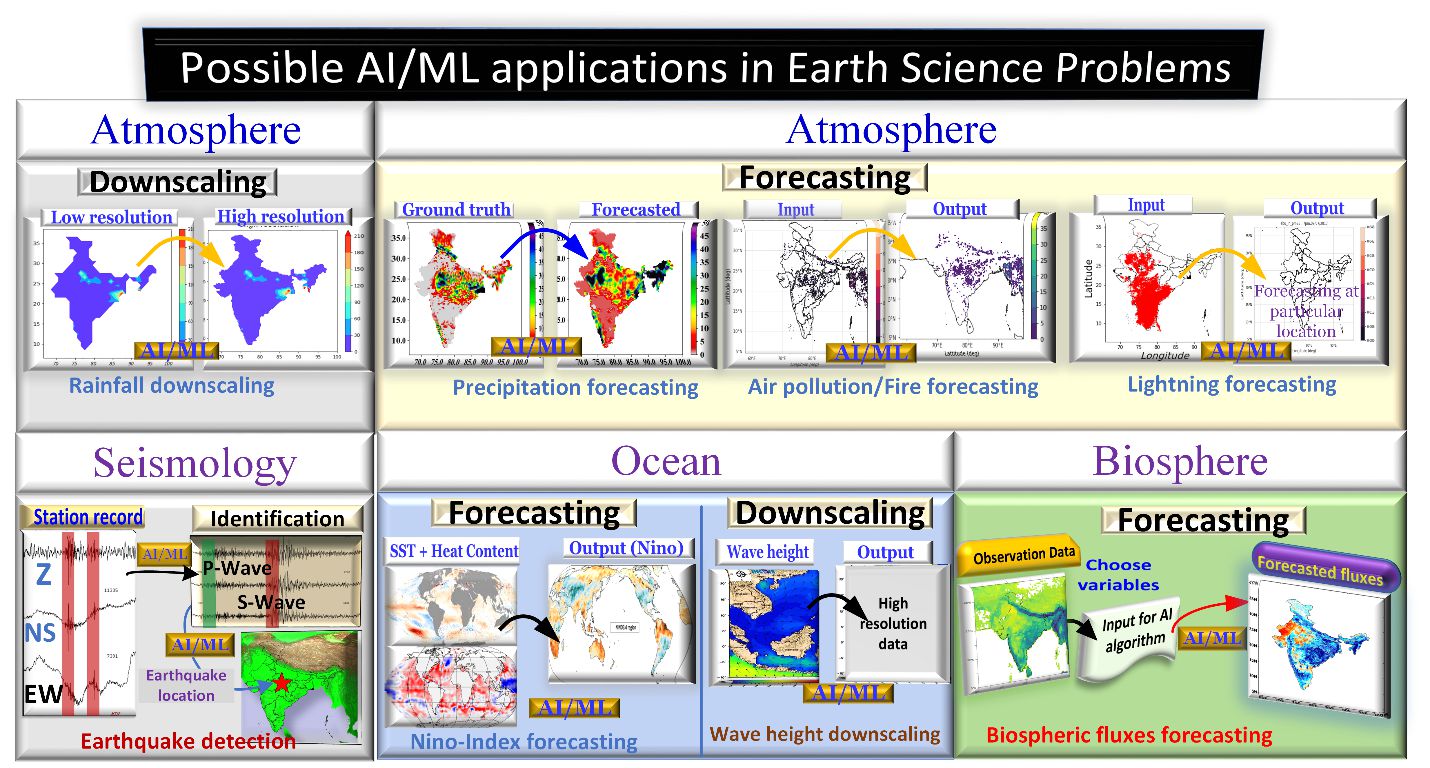 Possible AI/ML applications in Earth Science Problems
Atmosphere
Atmosphere
Downscaling
Low resolution
High resolution
AI/ML
Rainfall downscaling
Forecasting
Ground truth
Forecasted
AI/ML
Precipitation forecasting
Input
Output
AI/ML
Air pollution/Fire forecasting
Input
Output
Latitude
Longitude
Forecasting at
particular
location
AI/ML
Lightning forecasting
Seismology
Station record
Identification
AI/ML
Z
NS
EW
P-Wave
S-Wave
AI/ML
Earthquake
location
Earthquake detection
Ocean
Forecasting
SST + Heat Content
Output (Nino)
AI/ML
Nino-Index forecasting
Downscaling
Wave height
Output
High
resolution
data
AI/ML
Wave height downscaling
Biosphere
Forecasting
Observation Data
Choose
variables
Input for AI
algorithm
AI/ML
Forecasted fluxes
Biospheric fluxes forecasting